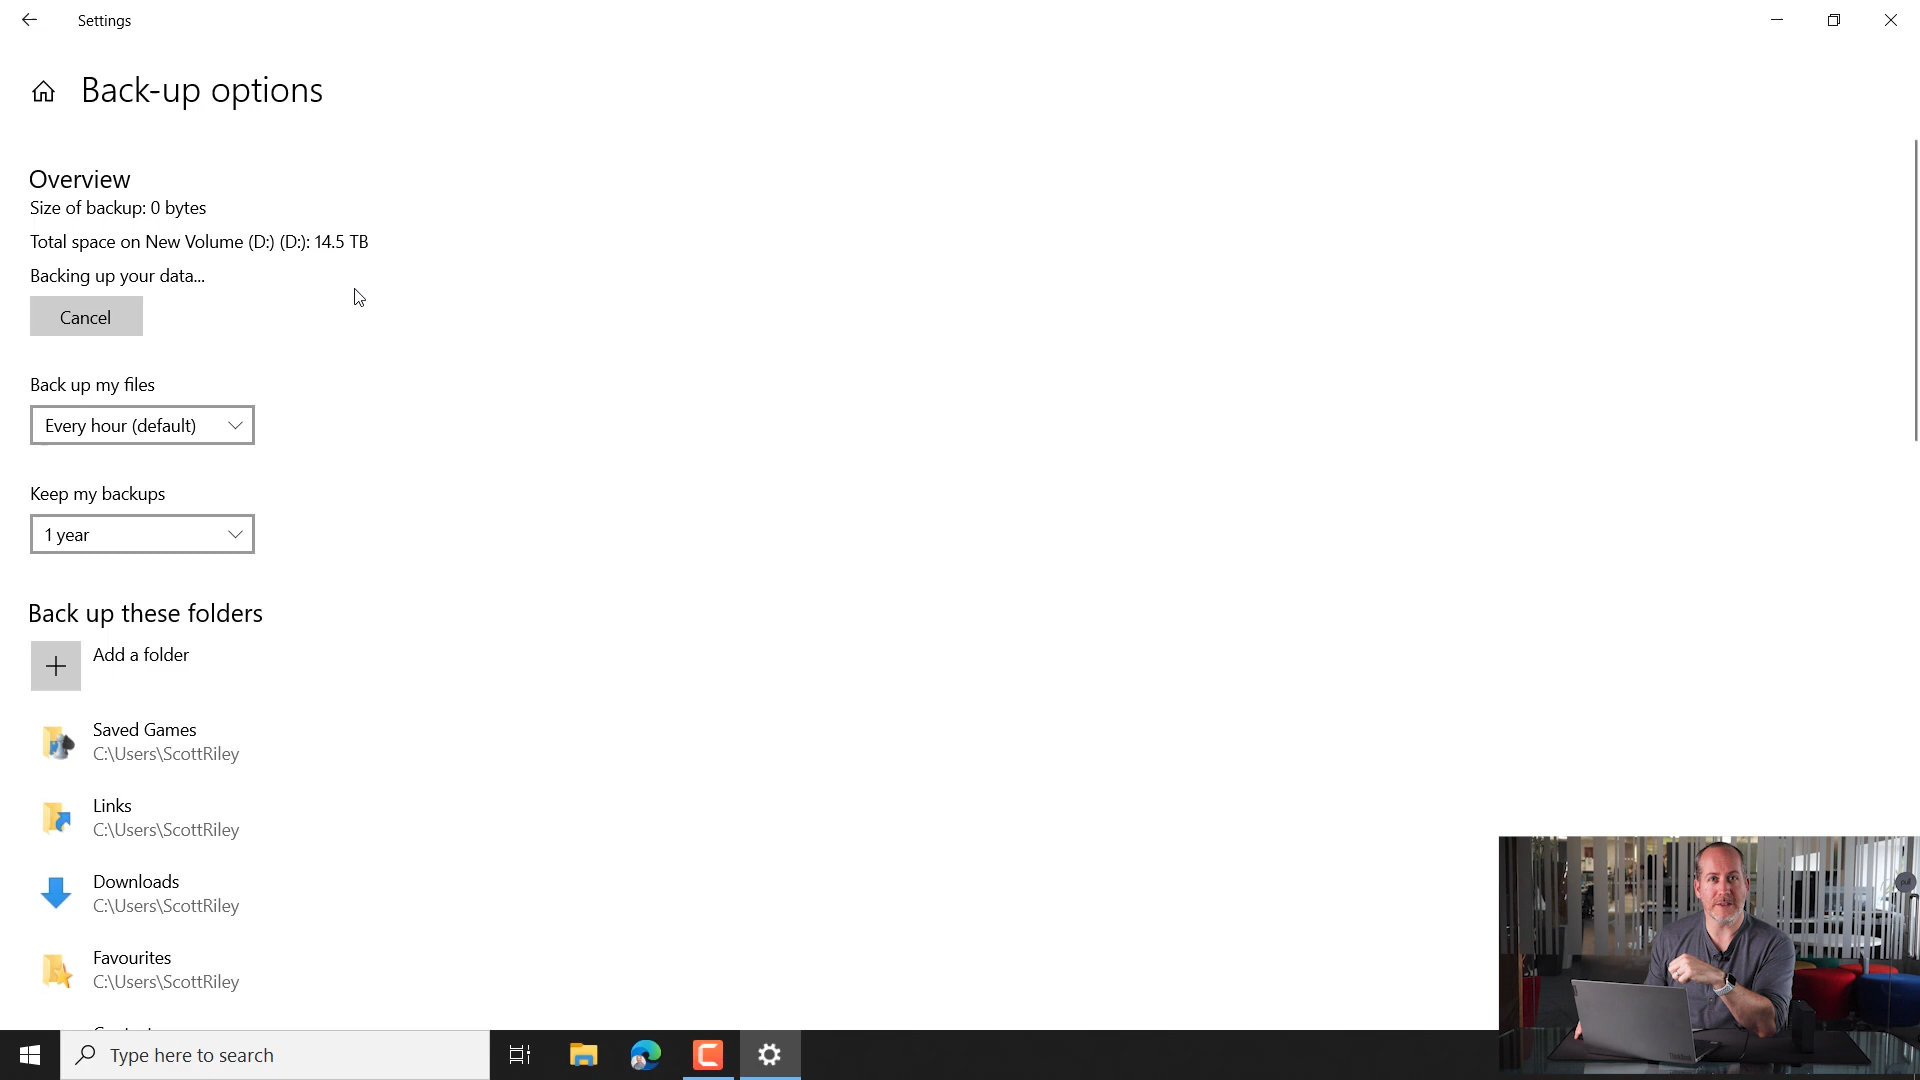 Settings
Back-up options
Overview
Size of backup: 0 bytes
Total space on New Volume (D:) (D:): 14.5 TB
Backing up your data...
Cancel
Back up my files
Every hour (default)
Keep my backups
1 year
Back up these folders
Add a folder
Saved Games
C:\Users\ScottRiley
Links
C:\Users\ScottRiley
Downloads
C:\Users\ScottRiley
Favourites
C:\Users\ScottRiley
Type here to search